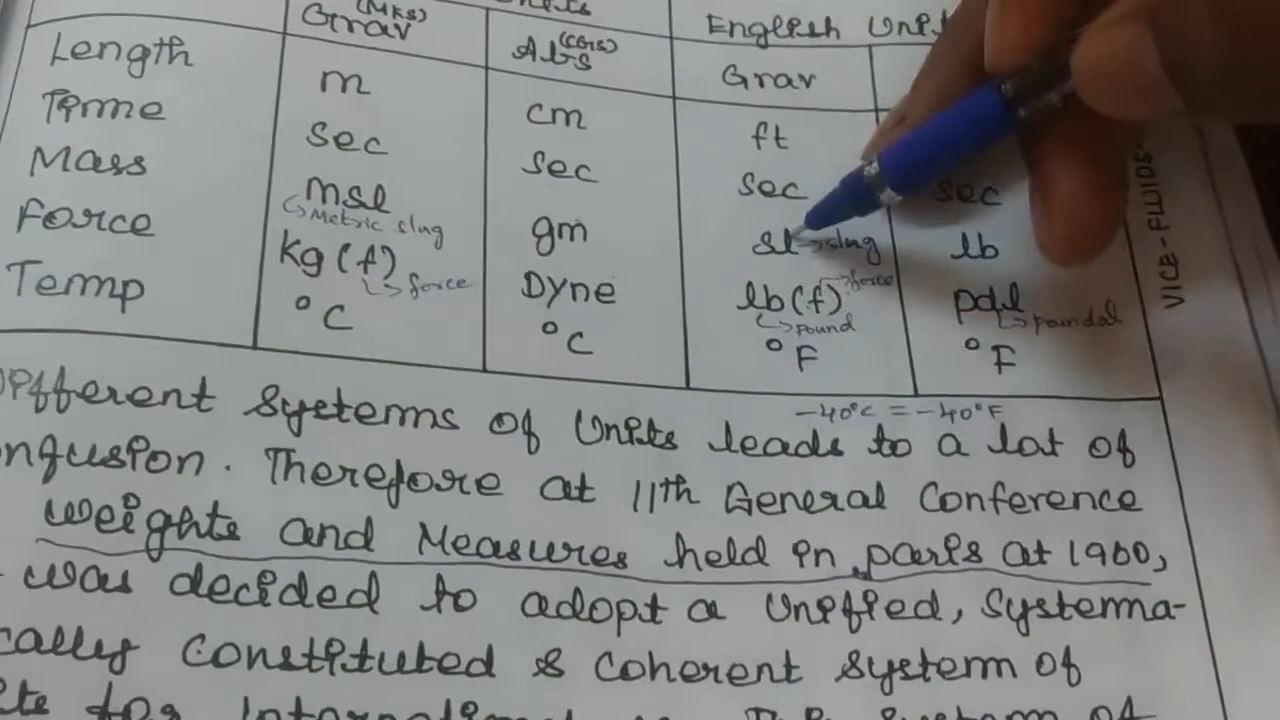 (MKS) (CGS) English Unit
Grav Abs Grav
Length m cm ft
Time sec sec sec sec
Mass msl gm sl → slug lb
↳ Metric slug
Force kg (f) Dyne lb(f) pdl
↳ force → force ↳ pound ↳ poundal
Temp °C °C °F °F
-40°C = -40°F
Different Systems of Units leads to a lot of
nfusion. Therefore at 11th General Conference
weights and Measures held in paris at 1960,
was decided to adopt a unified, systema-
cally constituted & coherent system of
VICE-FLUIDS-